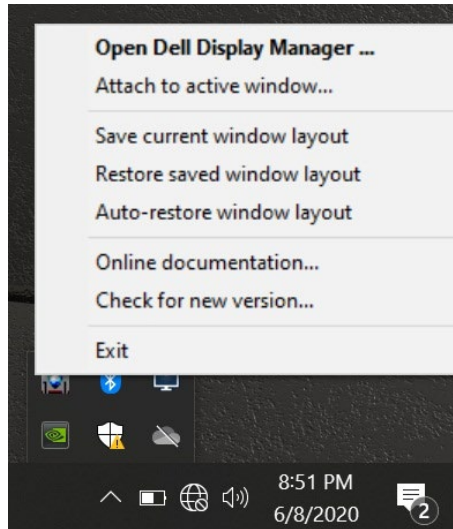 Open Dell Display Manager ...
Attach to active window...
Save current window layout
Restore saved window layout
Auto-restore window layout
Online documentation...
Check for new version...
Exit
8:51 PM
6/8/2020
2